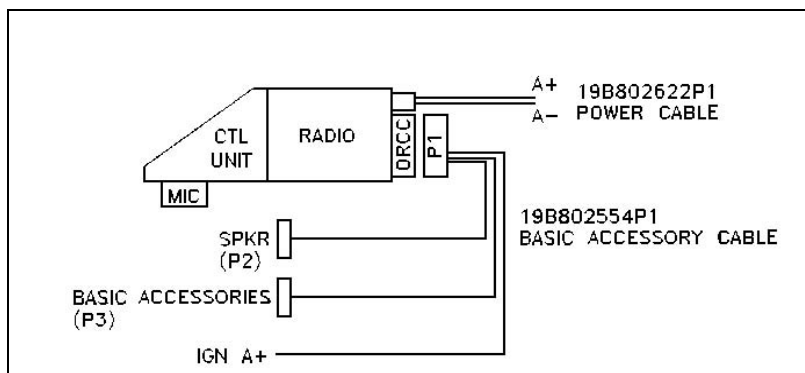 A+
19B802622P1
A-
POWER CABLE
CTL
UNIT
RADIO
ORCC
P1
MIC
19B802554P1
BASIC ACCESSORY CABLE
SPKR
(P2)
BASIC ACCESSORIES
(P3)
IGN A+